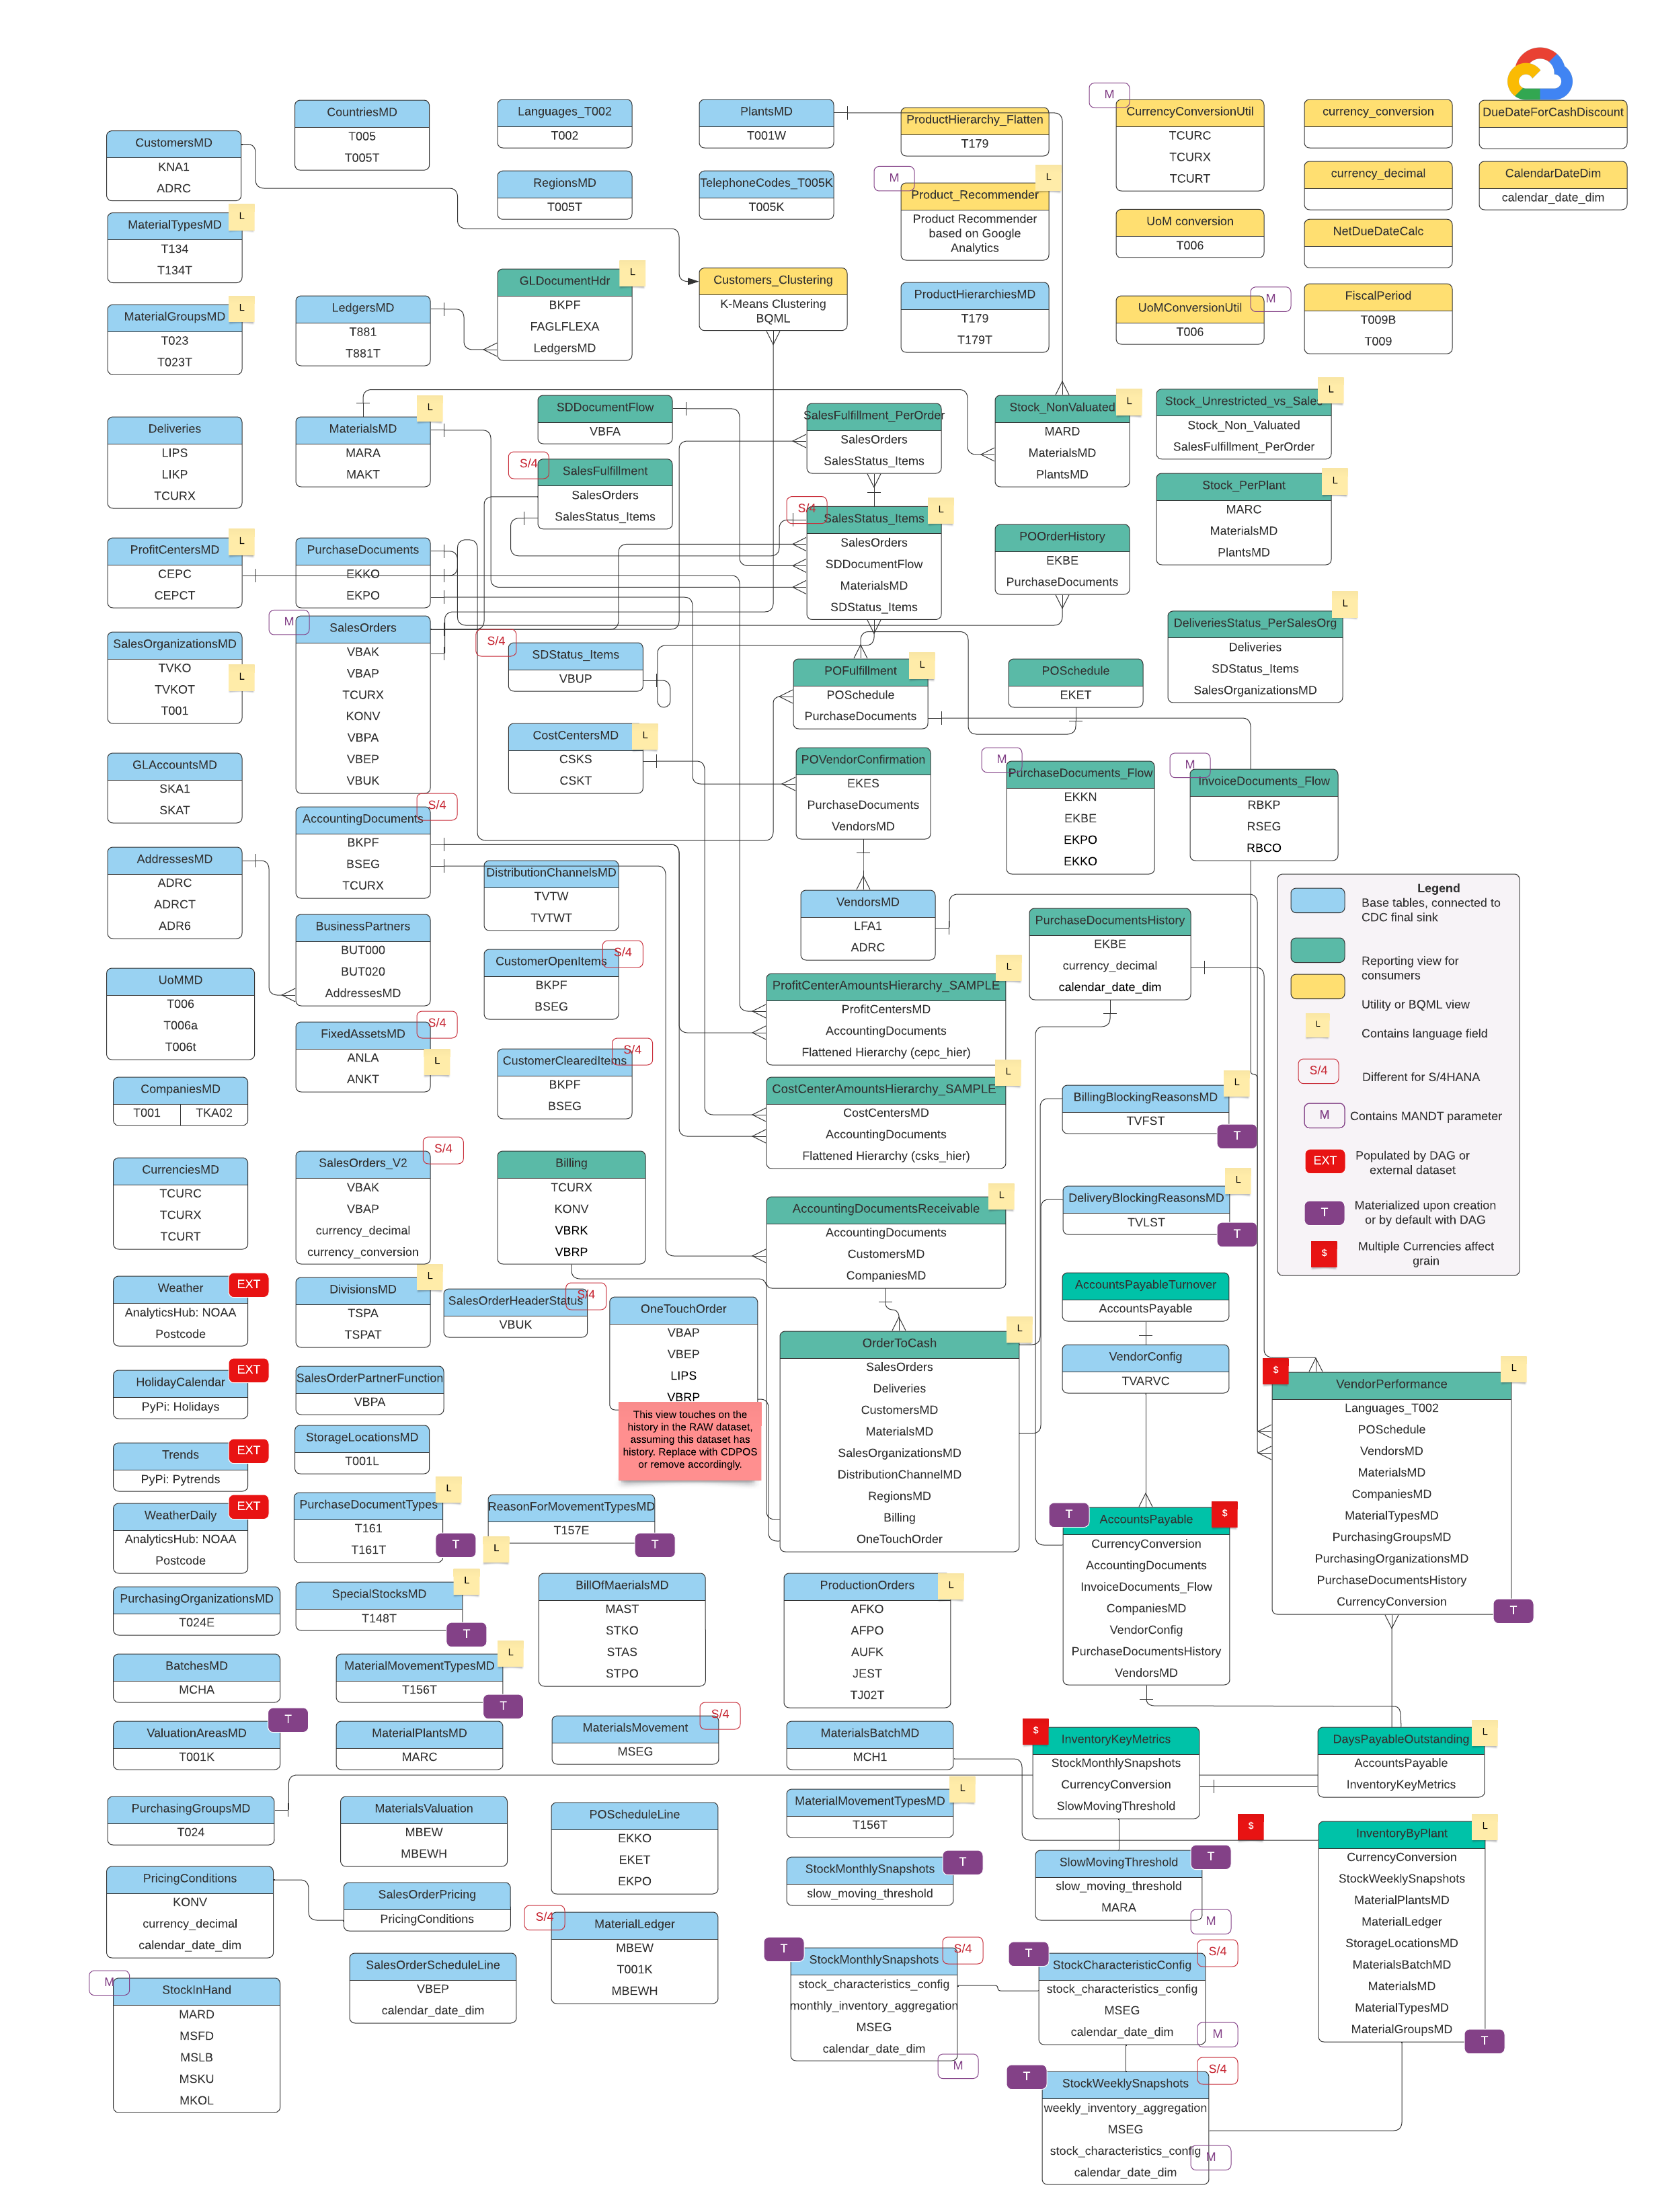 CustomersMD
KNA1
ADRC
CountriesMD
T005
T005T
Languages_T002
T002
PlantsMD
T001W
ProductHierarchy_Flatten
T179
M
CurrencyConversionUtil
TCURC
TCURX
TCURT
currency_conversion
DueDateForCashDiscount
RegionsMD
T005T
TelephoneCodes_T005K
T005K
M
L
Product_Recommender
Product Recommender
based on Google
Analytics
currency_decimal
CalendarDateDim
calendar_date_dim
MaterialTypesMD
L
T134
T134T
UoM conversion
T006
NetDueDateCalc
GLDocumentHdr
L
BKPF
FAGLFLEXA
LedgersMD
Customers_Clustering
K-Means Clustering
BQML
ProductHierarchiesMD
T179
T179T
UoMConversionUtil
M
T006
FiscalPeriod
T009B
T009
MaterialGroupsMD
L
T023
T023T
LedgersMD
T881
T881T
Deliveries
LIPS
LIKP
TCURX
MaterialsMD
L
MARA
MAKT
SDDocumentFlow
VBFA
SalesFulfillment_PerOrder
SalesOrders
SalesStatus_Items
Stock_NonValuated
L
MARD
MaterialsMD
PlantsMD
Stock_Unrestricted_vs_Sales
L
Stock_Non_Valuated
SalesFulfillment_PerOrder
S/4
SalesFulfillment
SalesOrders
SalesStatus_Items
Stock_PerPlant
L
MARC
MaterialsMD
PlantsMD
S/4
SalesStatus_Items
L
SalesOrders
SDDocumentFlow
MaterialsMD
SDStatus_Items
POOrderHistory
EKBE
PurchaseDocuments
ProfitCentersMD
L
CEPC
CEPCT
PurchaseDocuments
EKKO
EKPO
M
SalesOrders
VBAK
VBAP
TCURX
KONV
VBPA
VBEP
VBUK
SalesOrganizationsMD
TVKO
TVKOT
L
T001
S/4
SDStatus_Items
VBUP
POFulfillment
L
POSchedule
PurchaseDocuments
POSchedule
EKET
DeliveriesStatus_PerSalesOrg
L
Deliveries
SDStatus_Items
SalesOrganizationsMD
CostCentersMD
L
CSKS
CSKT
GLAccountsMD
SKA1
SKAT
POVendorConfirmation
EKES
PurchaseDocuments
VendorsMD
M
PurchaseDocuments_Flow
EKKN
EKBE
EKPO
EKKO
M
InvoiceDocuments_Flow
RBKP
RSEG
RBCO
S/4
AccountingDocuments
BKPF
BSEG
TCURX
AddressesMD
ADRC
ADRCT
ADR6
DistributionChannelsMD
TVTW
TVTWT
VendorsMD
LFA1
ADRC
PurchaseDocumentsHistory
EKBE
currency_decimal
calendar_date_dim
Legend
Base tables, connected to
CDC final sink
Reporting view for
consumers
Utility or BQML view
L
Contains language field
S/4
Different for S/4HANA
M
Contains MANDT parameter
EXT
Populated by DAG or
external dataset
T
Materialized upon creation
or by default with DAG
$
Multiple Currencies affect
grain
BusinessPartners
BUT000
BUT020
AddressesMD
CustomerOpenItems
S/4
BKPF
BSEG
UoMMD
T006
T006a
T006t
ProfitCenterAmountsHierarchy_SAMPLE
L
ProfitCentersMD
AccountingDocuments
Flattened Hierarchy (cepc_hier)
FixedAssetsMD
S/4
L
ANLA
ANKT
CustomerClearedItems
S/4
BKPF
BSEG
CompaniesMD
T001
TKA02
CostCenterAmountsHierarchy_SAMPLE
L
CostCentersMD
AccountingDocuments
Flattened Hierarchy (csks_hier)
BillingBlockingReasonsMD
L
TVFST
T
CurrenciesMD
TCURC
TCURX
TCURT
SalesOrders_V2
S/4
VBAK
VBAP
currency_decimal
currency_conversion
Billing
TCURX
KONV
VBRK
VBRP
AccountingDocumentsReceivable
L
AccountingDocuments
CustomersMD
CompaniesMD
DeliveryBlockingReasonsMD
L
TVLST
T
Weather
EXT
AnalyticsHub: NOAA
Postcode
DivisionsMD
L
TSPA
TSPAT
SalesOrderHeaderStatus
S/4
VBUK
OneTouchOrder
VBAP
VBEP
LIPS
VBRP
This view touches on the
history in the RAW dataset,
assuming this dataset has
history. Replace with CDPOS
or remove accordingly.
AccountsPayableTurnover
AccountsPayable
OrderToCash
L
SalesOrders
Deliveries
CustomersMD
MaterialsMD
SalesOrganizationsMD
DistributionChannelMD
RegionsMD
Billing
OneTouchOrder
VendorConfig
TVARVC
$
VendorPerformance
L
Languages_T002
POSchedule
VendorsMD
MaterialsMD
CompaniesMD
MaterialTypesMD
PurchasingGroupsMD
PurchasingOrganizationsMD
PurchaseDocumentsHistory
CurrencyConversion
T
HolidayCalendar
EXT
PyPi: Holidays
SalesOrderPartnerFunction
VBPA
Trends
EXT
PyPi: Pytrends
StorageLocationsMD
T001L
WeatherDaily
EXT
AnalyticsHub: NOAA
Postcode
PurchaseDocumentTypes
L
T161
T161T
T
ReasonForMovementTypesMD
T157E
L
T
T
AccountsPayable
$
CurrencyConversion
AccountingDocuments
InvoiceDocuments_Flow
CompaniesMD
VendorConfig
PurchaseDocumentsHistory
VendorsMD
PurchasingOrganizationsMD
T024E
SpecialStocksMD
L
T148T
T
BillOfMaerialsMD
MAST
STKO
STAS
STPO
ProductionOrders
L
AFKO
AFPO
AUFK
JEST
TJ02T
BatchesMD
MCHA
MaterialMovementTypesMD
L
T156T
T
ValuationAreasMD
T
T001K
MaterialPlantsMD
MARC
MaterialsMovement
S/4
MSEG
MaterialsBatchMD
MCH1
$
InventoryKeyMetrics
StockMonthlySnapshots
CurrencyConversion
SlowMovingThreshold
DaysPayableOutstanding
L
AccountsPayable
InventoryKeyMetrics
PurchasingGroupsMD
T024
MaterialsValuation
MBEW
MBEWH
POScheduleLine
EKKO
EKET
EKPO
MaterialMovementTypesMD
L
T156T
$
InventoryByPlant
L
CurrencyConversion
StockWeeklySnapshots
MaterialPlantsMD
MaterialLedger
StorageLocationsMD
MaterialsBatchMD
MaterialsMD
MaterialTypesMD
MaterialGroupsMD
T
PricingConditions
KONV
currency_decimal
calendar_date_dim
SalesOrderPricing
PricingConditions
StockMonthlySnapshots
T
slow_moving_threshold
SlowMovingThreshold
T
slow_moving_threshold
MARA
M
S/4
MaterialLedger
MBEW
T001K
MBEWH
SalesOrderScheduleLine
VBEP
calendar_date_dim
M
StockInHand
MARD
MSFD
MSLB
MSKU
MKOL
T
StockMonthlySnapshots
S/4
stock_characteristics_config
monthly_inventory_aggregation
MSEG
calendar_date_dim
M
T
StockCharacteristicConfig
S/4
stock_characteristics_config
MSEG
calendar_date_dim
M
T
StockWeeklySnapshots
S/4
weekly_inventory_aggregation
MSEG
stock_characteristics_config
M
calendar_date_dim